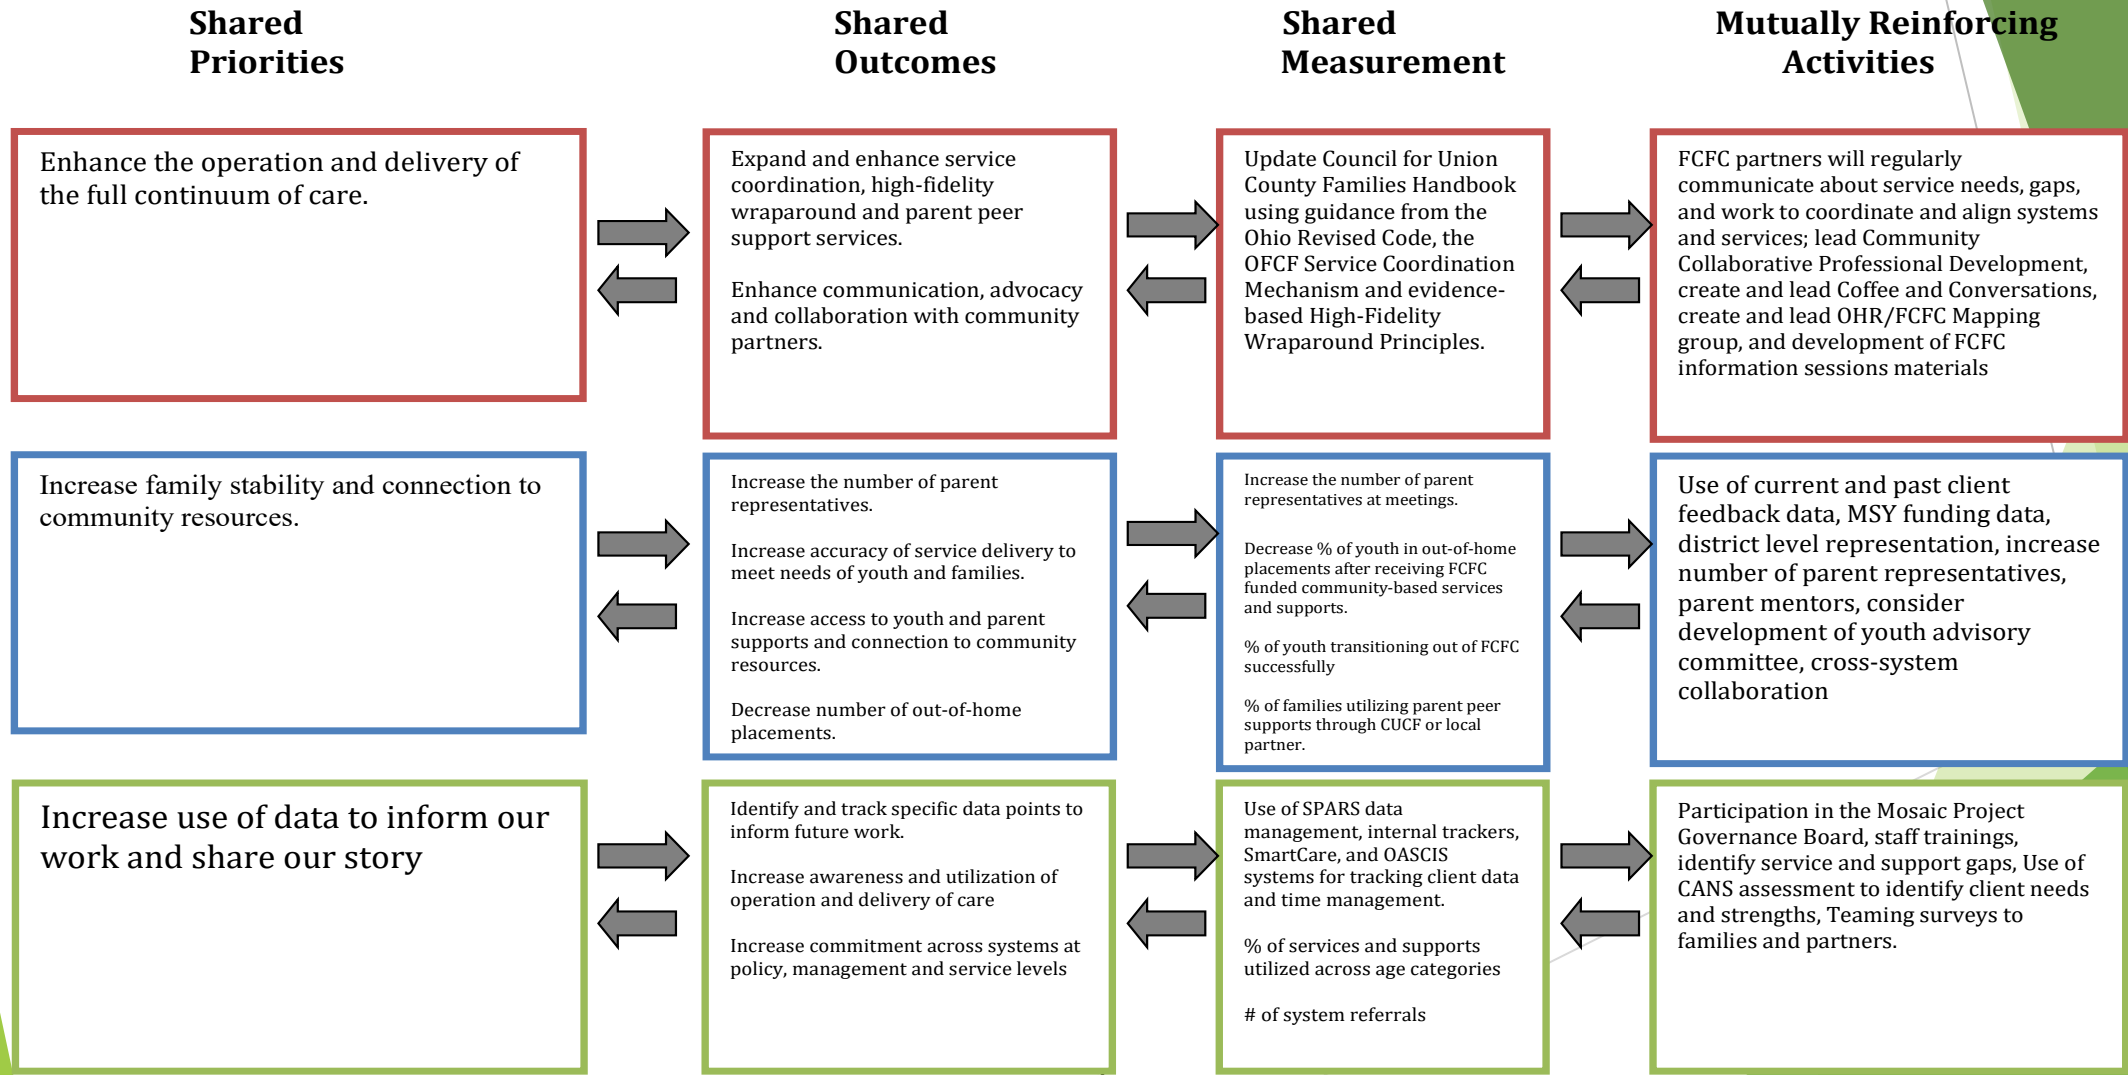 Shared
Priorities
Shared
Outcomes
Shared
Measurement
Mutually Reinforcing
Activities
Enhance the operation and delivery of
the full continuum of care.
Expand and enhance service
coordination, high-fidelity
wraparound and parent peer
support services.
Enhance communication, advocacy
and collaboration with community
partners.
Update Council for Union
County Families Handbook
using guidance from the
Ohio Revised Code, the
OFCF Service Coordination
Mechanism and evidence-
based High-Fidelity
Wraparound Principles.
FCFC partners will regularly
communicate about service needs, gaps,
and work to coordinate and align systems
and services; lead Community
Collaborative Professional Development,
create and lead Coffee and Conversations,
create and lead OHR/FCFC Mapping
group, and development of FCFC
information sessions materials
Increase family stability and connection to
community resources.
Increase the number of parent
representatives.
Increase accuracy of service delivery to
meet needs of youth and families.
Increase access to youth and parent
supports and connection to community
resources.
Decrease number of out-of-home
placements.
Increase the number of parent
representatives at meetings.
Decrease % of youth in out-of-home
placements after receiving FCFC
funded community-based services
and supports.
% of youth transitioning out of FCFC
successfully
% of families utilizing parent peer
supports through CUCF or local
partner.
Use of current and past client
feedback data, MSY funding data,
district level representation, increase
number of parent representatives,
parent mentors, consider
development of youth advisory
committee, cross-system
collaboration
Increase use of data to inform our
work and share our story
Identify and track specific data points to
inform future work.
Increase awareness and utilization of
operation and delivery of care
Increase commitment across systems at
policy, management and service levels
Use of SPARS data
management, internal trackers,
SmartCare, and OASCIS
systems for tracking client data
and time management.
% of services and supports
utilized across age categories
# of system referrals
Participation in the Mosaic Project
Governance Board, staff trainings,
identify service and support gaps, Use of
CANS assessment to identify client needs
and strengths, Teaming surveys to
families and partners.